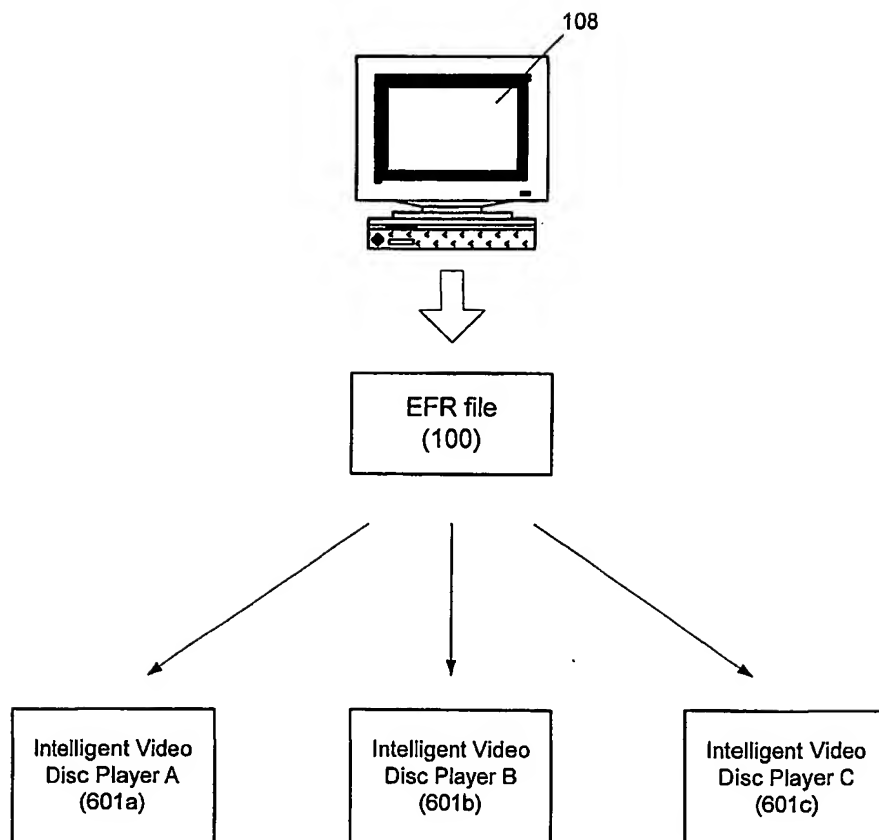 108
EFR file
(100)
Intelligent Video
Disc Player A
(601a)
Intelligent Video
Disc Player B
(601b)
Intelligent Video
Disc Player C
(601c)